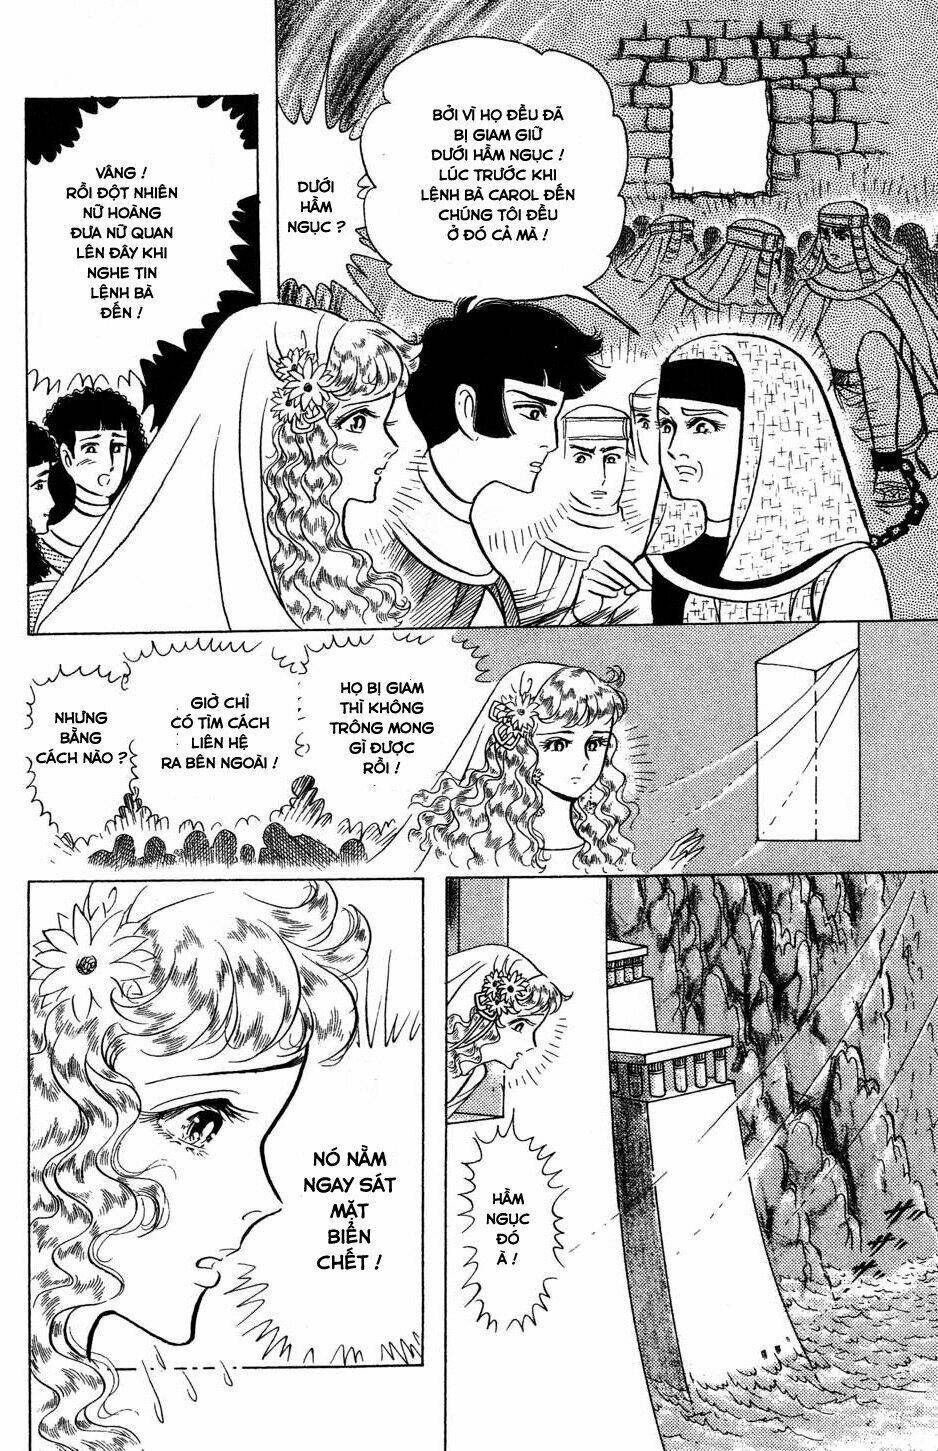 BỞI VÌ HỌ ĐỀU ĐÃ
BỊ GIAM GIỮ
DƯỚI HẦM NGỤC !
LÚC TRƯỚC KHI
LỆNH BÀ CAROL ĐẾN
CHÚNG TÔI ĐỀU
Ở ĐÓ CẢ MÀ !
DƯỚI
HẦM
NGỤC ?
VÂNG !
RỒI ĐỘT NHIÊN
NỮ HOÀNG
ĐƯA NỮ QUAN
LÊN ĐÂY KHI
NGHE TIN
LỆNH BÀ
ĐẾN !
HỌ BỊ GIAM
THÌ KHÔNG
TRÔNG MONG
GÌ ĐƯỢC
RỒI !
GIỜ CHỈ
CÓ TÌM CÁCH
LIÊN HỆ
RA BÊN NGOÀI !
NHƯNG
BẰNG
CÁCH NÀO ?
HẦM
NGỤC
ĐÓ
À !
ザザ
ザザ
NÓ NẰM
NGAY SÁT
MẶT
BIỂN
CHẾT !